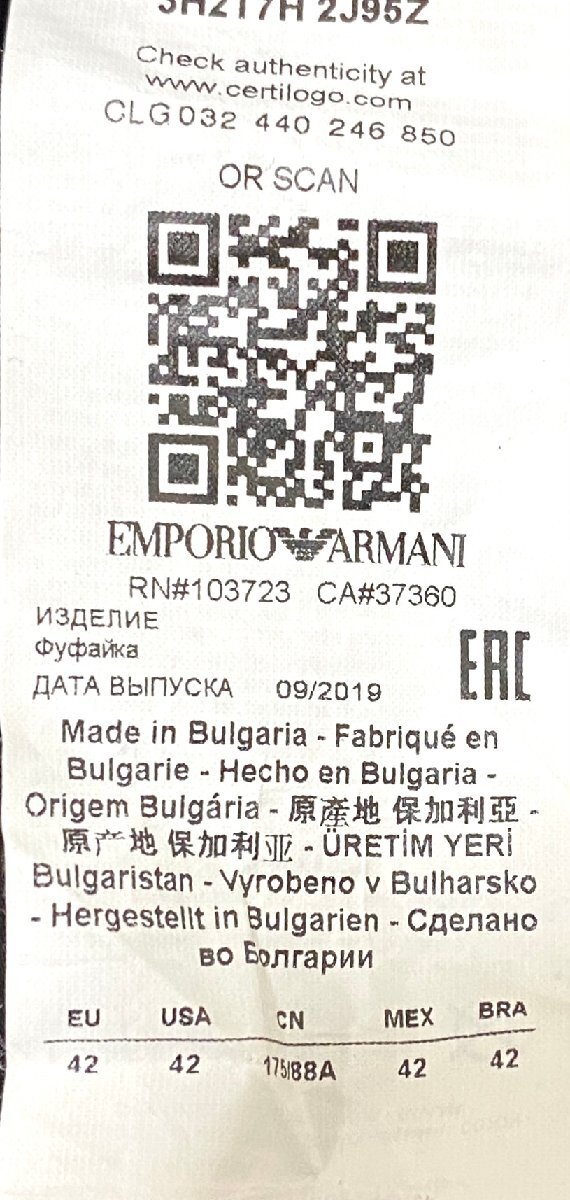 3H217H 2J95Z
Check authenticity at
www.certilogo.com
CLG 032 440 246 850
OR SCAN
EMPORIO ARMANI
RN#103723 CA#37360
ИЗДЕЛИЕ
Фуфайка
ДАТА ВЫПУСКА 09/2019
EAC
Made in Bulgaria - Fabriqué en
Bulgarie - Hecho en Bulgaria -
Origem Bulgária - 原產地 保加利亞 -
原产地 保加利亚 - ÜRETİM YERİ
Bulgaristan - Vyrobeno v Bulharsko
- Hergestellt in Bulgarien - Сделано
во Болгарии
EU USA CN MEX BRA
42 42 175/88A 42 42